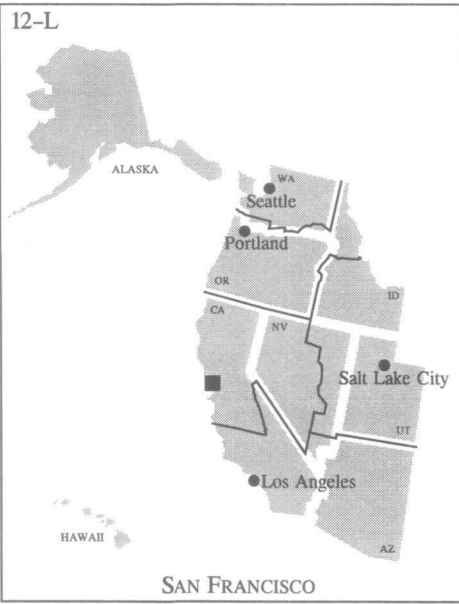 12-L
ALASKA
WA
Seattle
Portland
OR
ID
CA
NV
Salt Lake City
UT
Los Angeles
HAWAII
AZ
SAN FRANCISCO